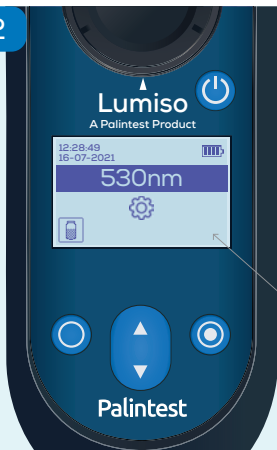 2
Lumiso
A Palintest Product
12:28:49
16-07-2021
530nm
Palintest